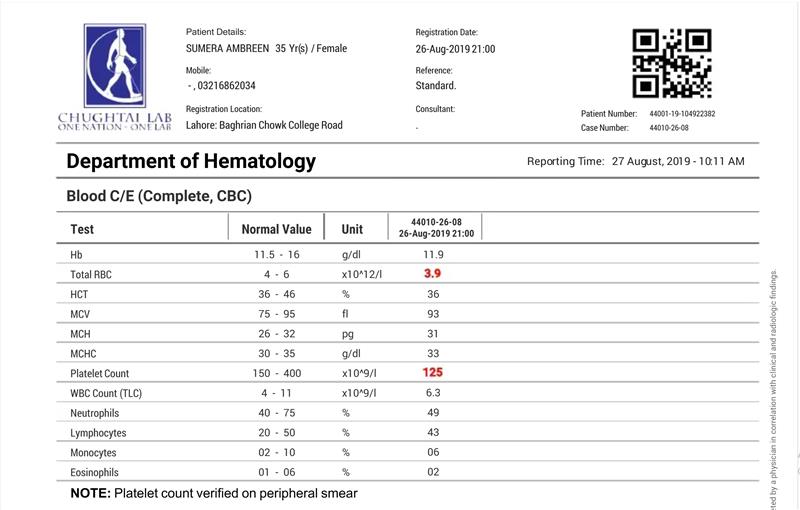 Patient Details:
SUMERA AMBREEN 35 Yr(s) / Female
Mobile:
- , 03216862034
Registration Location:
Lahore: Baghrian Chowk College Road
Registration Date:
26-Aug-2019 21:00
Reference:
Standard.
Consultant:
.
Patient Number: 44001-19-104922382
Case Number: 44010-26-08
CHUGHTAI LAB
ONE NATION - ONE LAB
Department of Hematology
Reporting Time: 27 August, 2019 - 10:11 AM
Blood C/E (Complete, CBC)
Test Normal Value Unit 44010-26-08
26-Aug-2019 21:00
Hb 11.5 - 16 g/dl 11.9
Total RBC 4 - 6 x10^12/l 3.9
HCT 36 - 46 % 36
MCV 75 - 95 fl 93
MCH 26 - 32 pg 31
MCHC 30 - 35 g/dl 33
Platelet Count 150 - 400 x10^9/l 125
WBC Count (TLC) 4 - 11 x10^9/l 6.3
Neutrophils 40 - 75 % 49
Lymphocytes 20 - 50 % 43
Monocytes 02 - 10 % 06
Eosinophils 01 - 06 % 02
NOTE: Platelet count verified on peripheral smear
by a physician in correlation with clinical and radiologic findings.